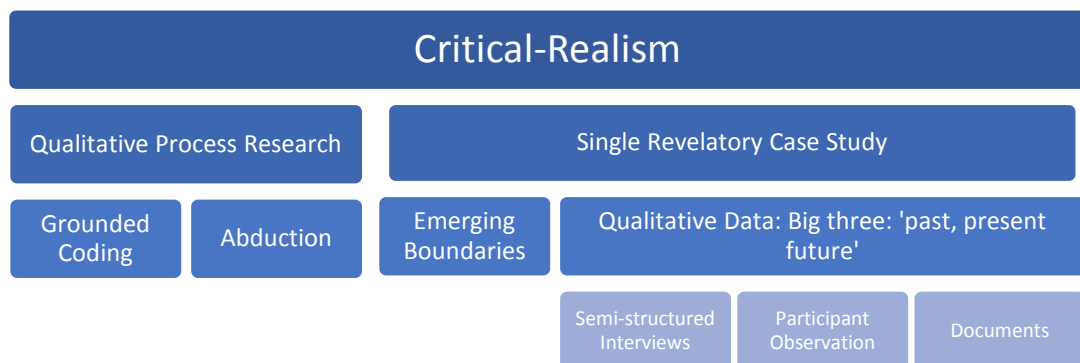 Critical-Realism
Qualitative Process Research
Single Revelatory Case Study
Grounded
Coding
Abduction
Emerging
Boundaries
Qualitative Data: Big three: 'past, present
future'
Semi-structured
Interviews
Participant
Observation
Documents